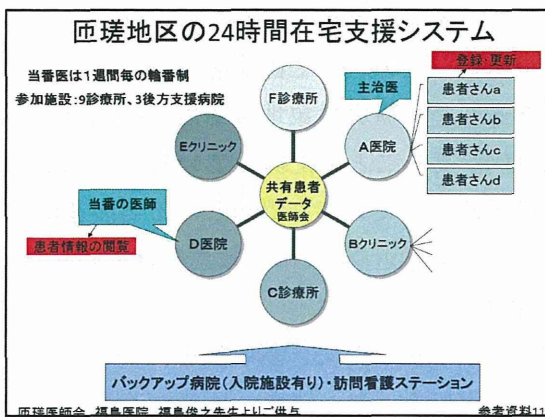 匝瑳地区の24時間在宅支援システム
当番医は1週間毎の輪番制
参加施設:9診療所、3後方支援病院
登録・更新
主治医
患者さんa
患者さんb
患者さんc
患者さんd
F診療所
A医院
Eクリニック
共有患者
データ
医師会
当番の医師
患者情報の閲覧
D医院
Bクリニック
C診療所
バックアップ病院(入院施設有り)・訪問看護ステーション
匝瑳医師会 福島医院 福島俊之先生よりご供与
参考資料11